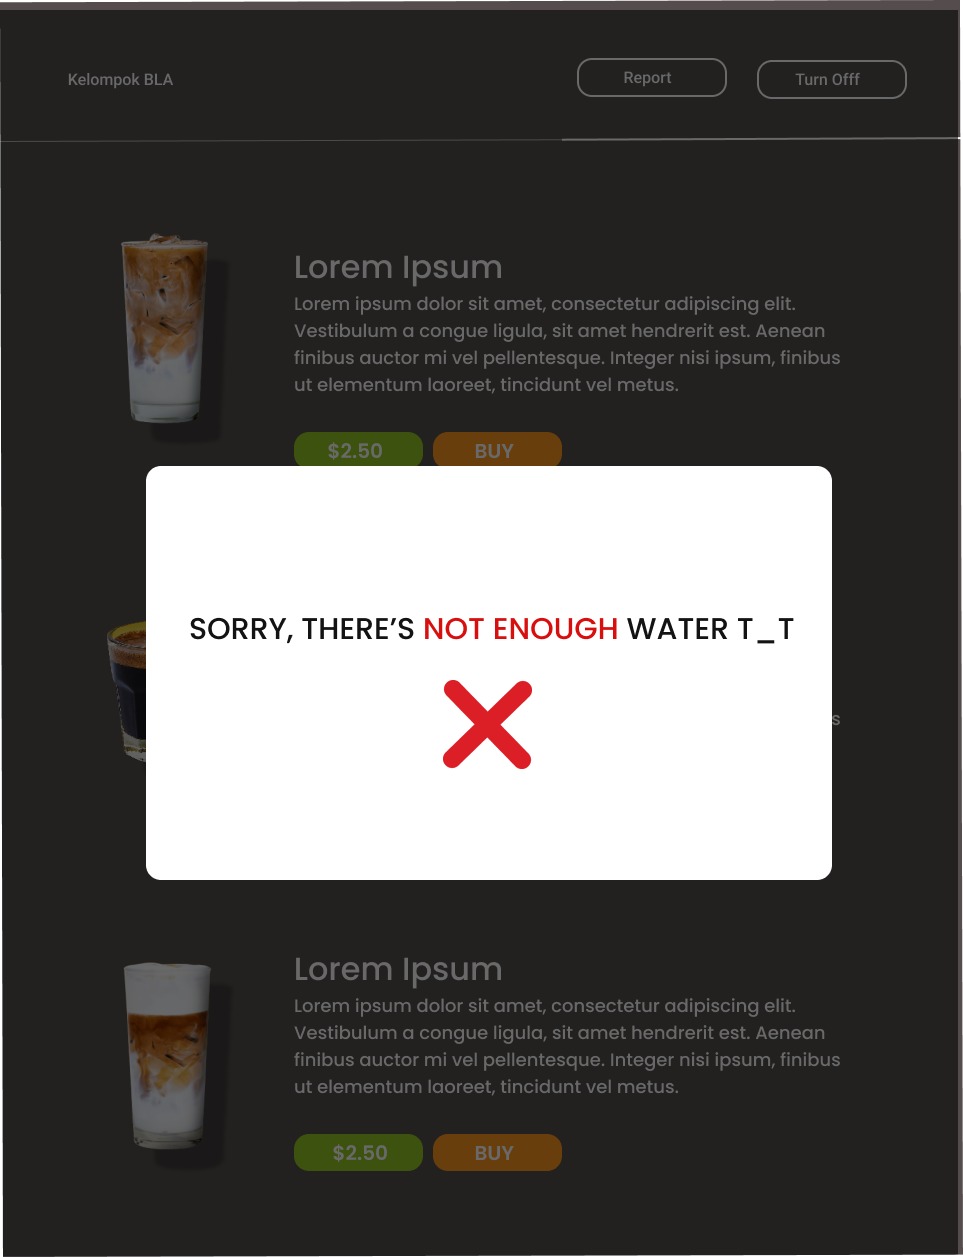 Kelompok BLA
Report
Turn Offf
Lorem Ipsum
Lorem ipsum dolor sit amet, consectetur adipiscing elit.
Vestibulum a congue ligula, sit amet hendrerit est. Aenean
finibus auctor mi vel pellentesque. Integer nisi ipsum, finibus
ut elementum laoreet, tincidunt vel metus.
$2.50
BUY
SORRY, THERE’S NOT ENOUGH WATER T_T
Lorem Ipsum
Lorem ipsum dolor sit amet, consectetur adipiscing elit.
Vestibulum a congue ligula, sit amet hendrerit est. Aenean
finibus auctor mi vel pellentesque. Integer nisi ipsum, finibus
ut elementum laoreet, tincidunt vel metus.
$2.50
BUY